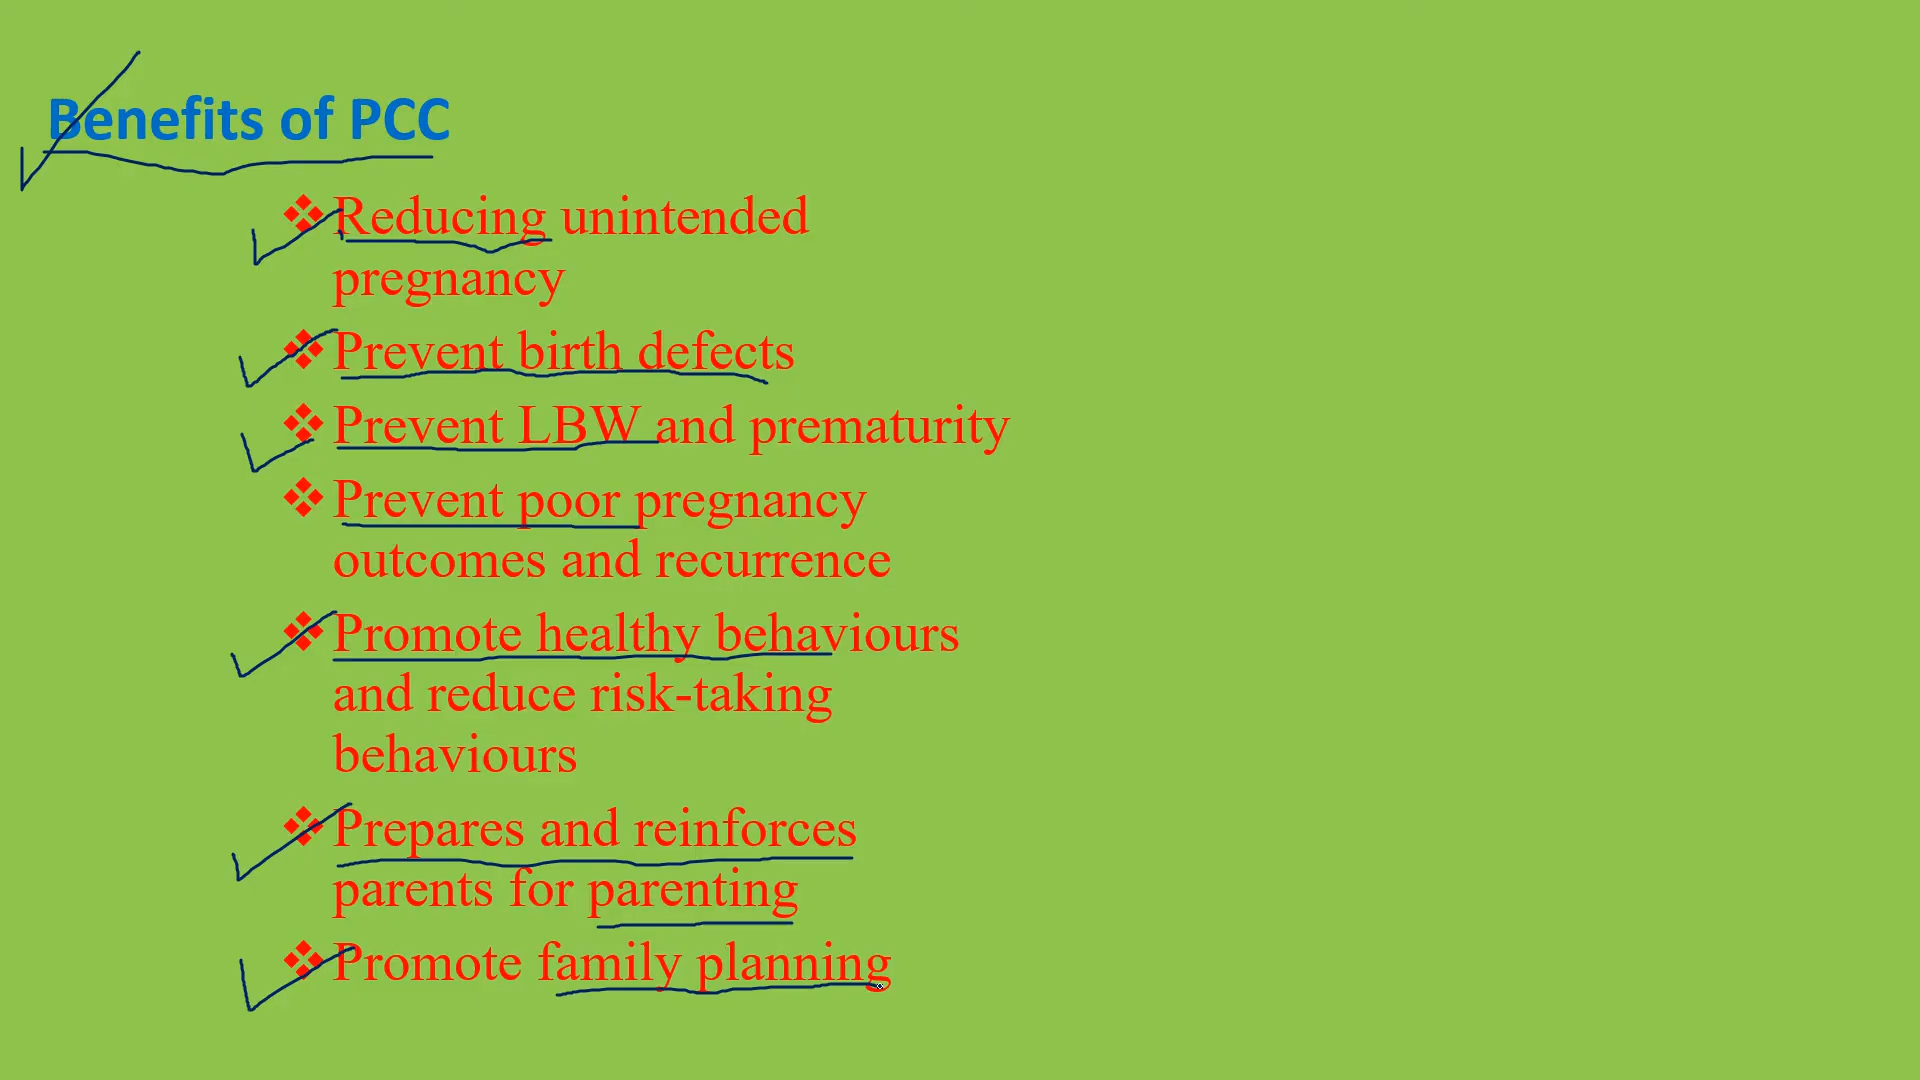 Benefits of PCC
Reducing unintended
pregnancy
Prevent birth defects
Prevent LBW and prematurity
Prevent poor pregnancy
outcomes and recurrence
Promote healthy behaviours
and reduce risk-taking
behaviours
Prepares and reinforces
parents for parenting
Promote family planning